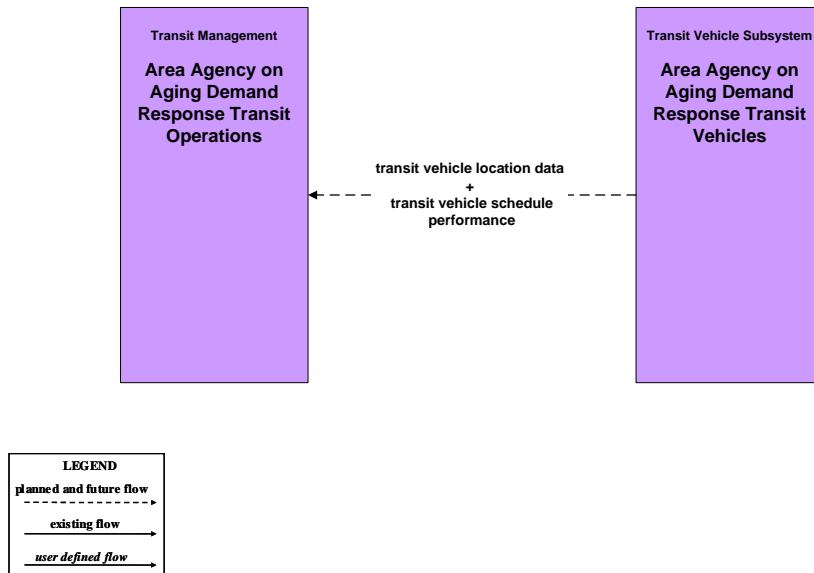 Transit Management
Area Agency on
Aging Demand
Response Transit
Operations
Transit Vehicle Subsystem
Area Agency on
Aging Demand
Response Transit
Vehicles
transit vehicle location data
+
transit vehicle schedule
performance
LEGEND
planned and future flow
existing flow
user defined flow